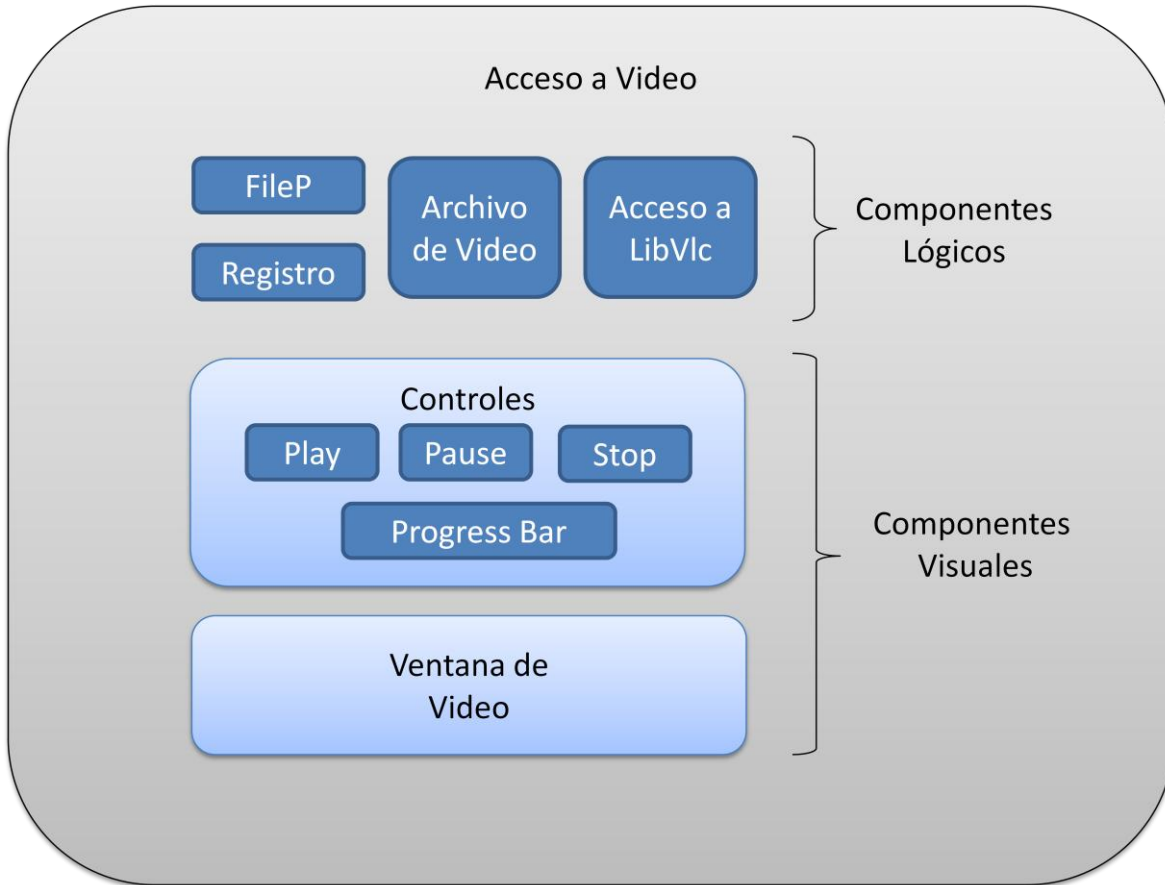 Acceso a Video
FileP
Registro
Archivo
de Video
Acceso a
LibVlc
Componentes
Lógicos
Controles
Play
Pause
Stop
Progress Bar
Componentes
Visuales
Ventana de
Video